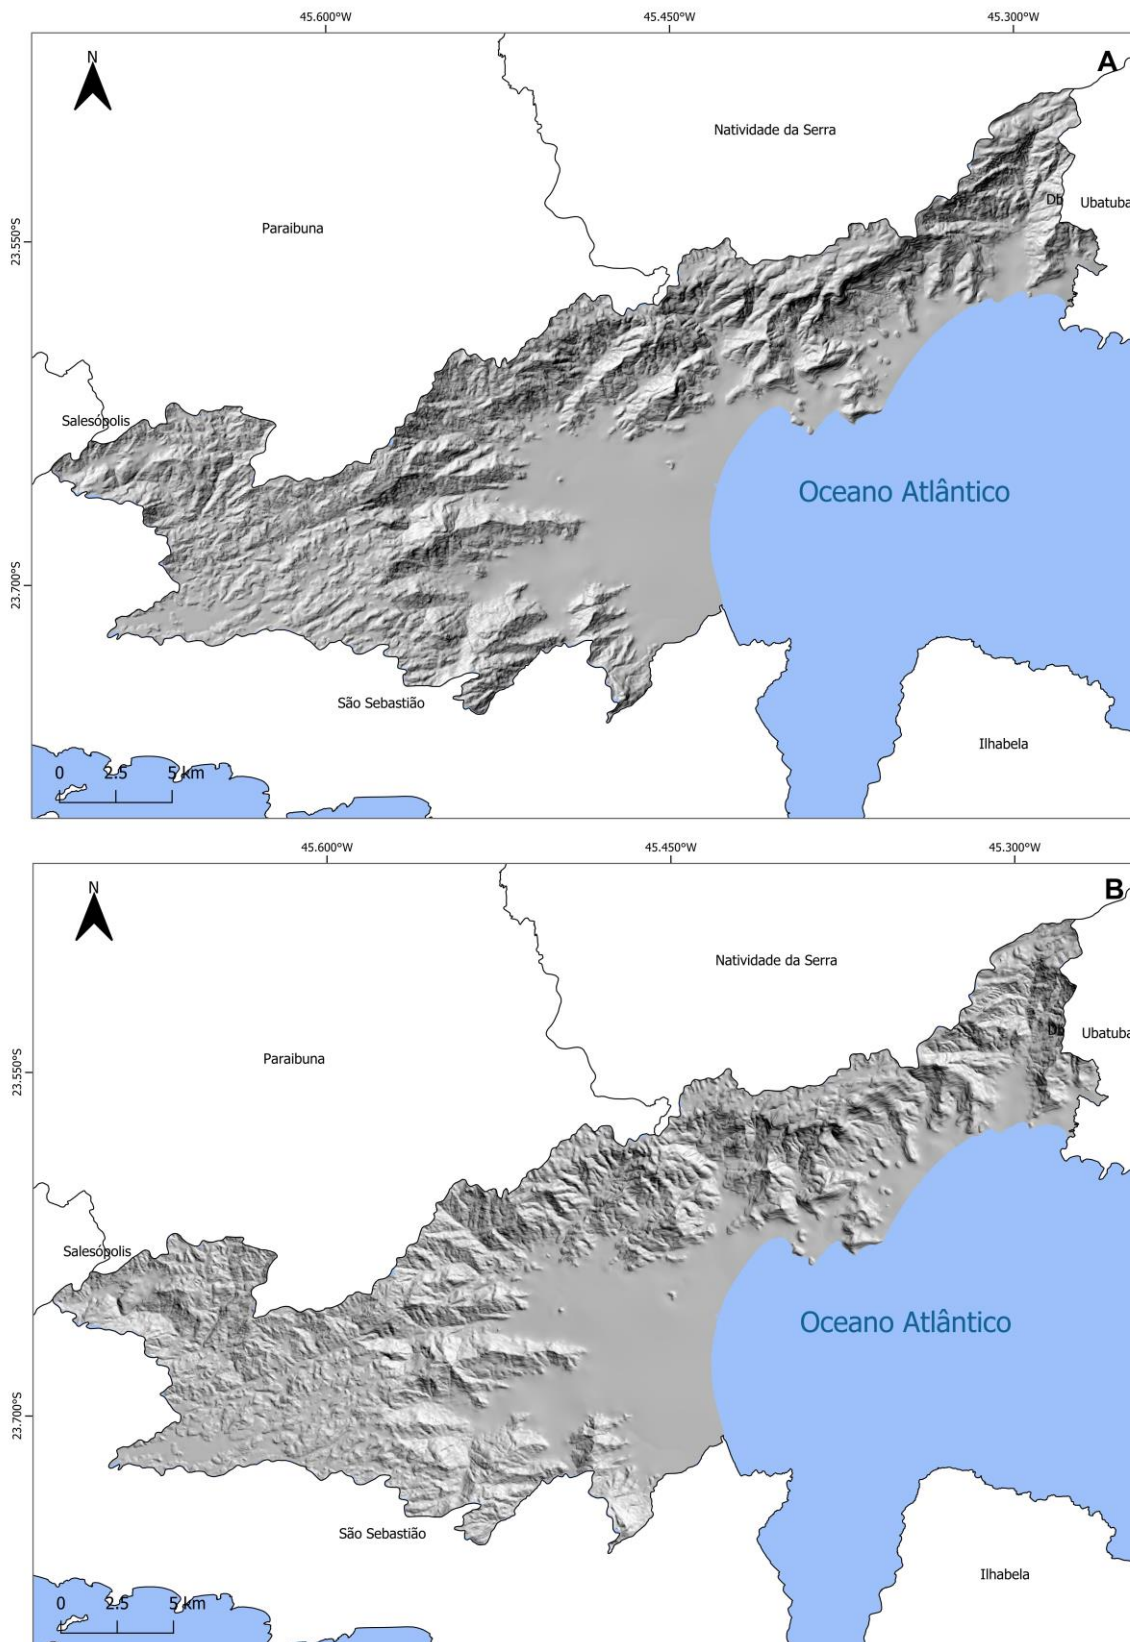 45.600°W 45.450°W 45.300°W
N
A
Natividade da Serra
Db
Ubatuba
Paraibuna
23.550°S
Salesópolis
Oceano Atlântico
23.700°S
São Sebastião
Ilhabela
0 2.5 5 km
45.600°W 45.450°W 45.300°W
N
B
Natividade da Serra
Ubatuba
Paraibuna
23.550°S
Salesópolis
Oceano Atlântico
23.700°S
São Sebastião
Ilhabela
0 2.5 5 km